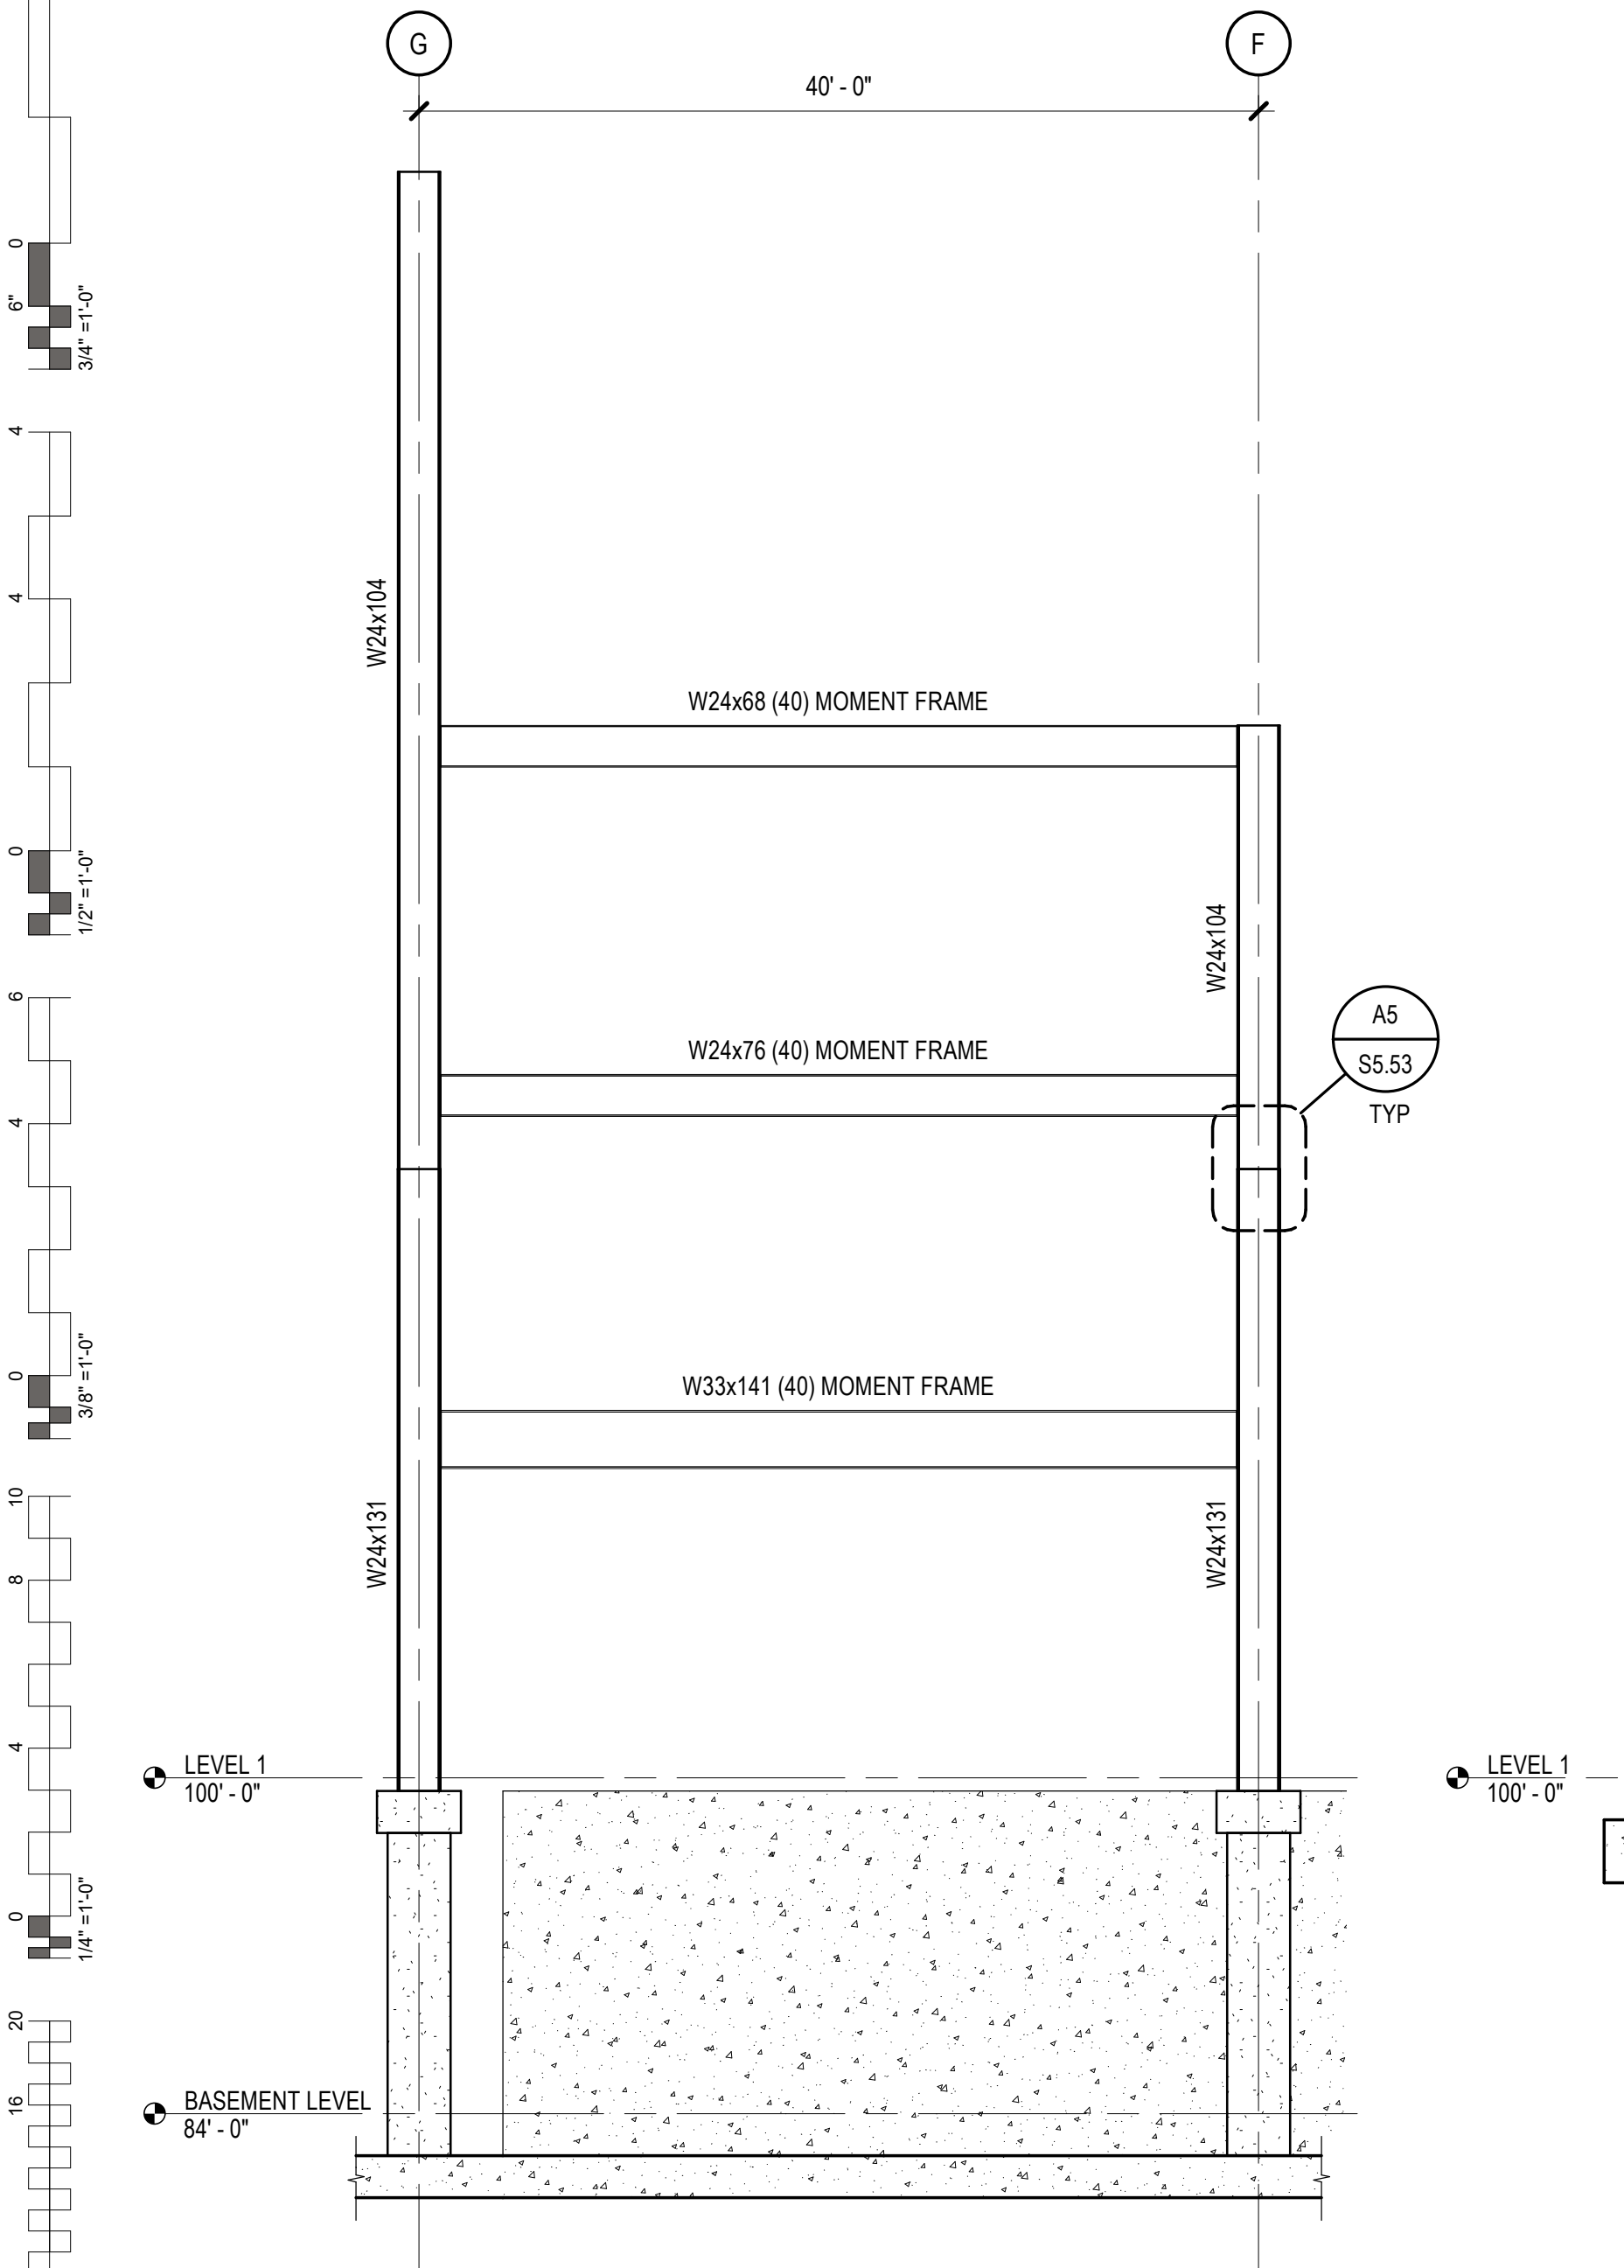 G
F
40' - 0"
0
6"
3/4" =1'-0"
4
4
0
1/2" =1'-0"
W24x104
W24x68 (40) MOMENT FRAME
W24x104
A5
S5.53
TYP
W24x76 (40) MOMENT FRAME
6
4
0
3/8" =1'-0"
W33x141 (40) MOMENT FRAME
W24x131
W24x131
10
8
4
0
1/4" =1'-0"
LEVEL 1
100' - 0"
LEVEL 1
100' - 0"
BASEMENT LEVEL
84' - 0"
20
16